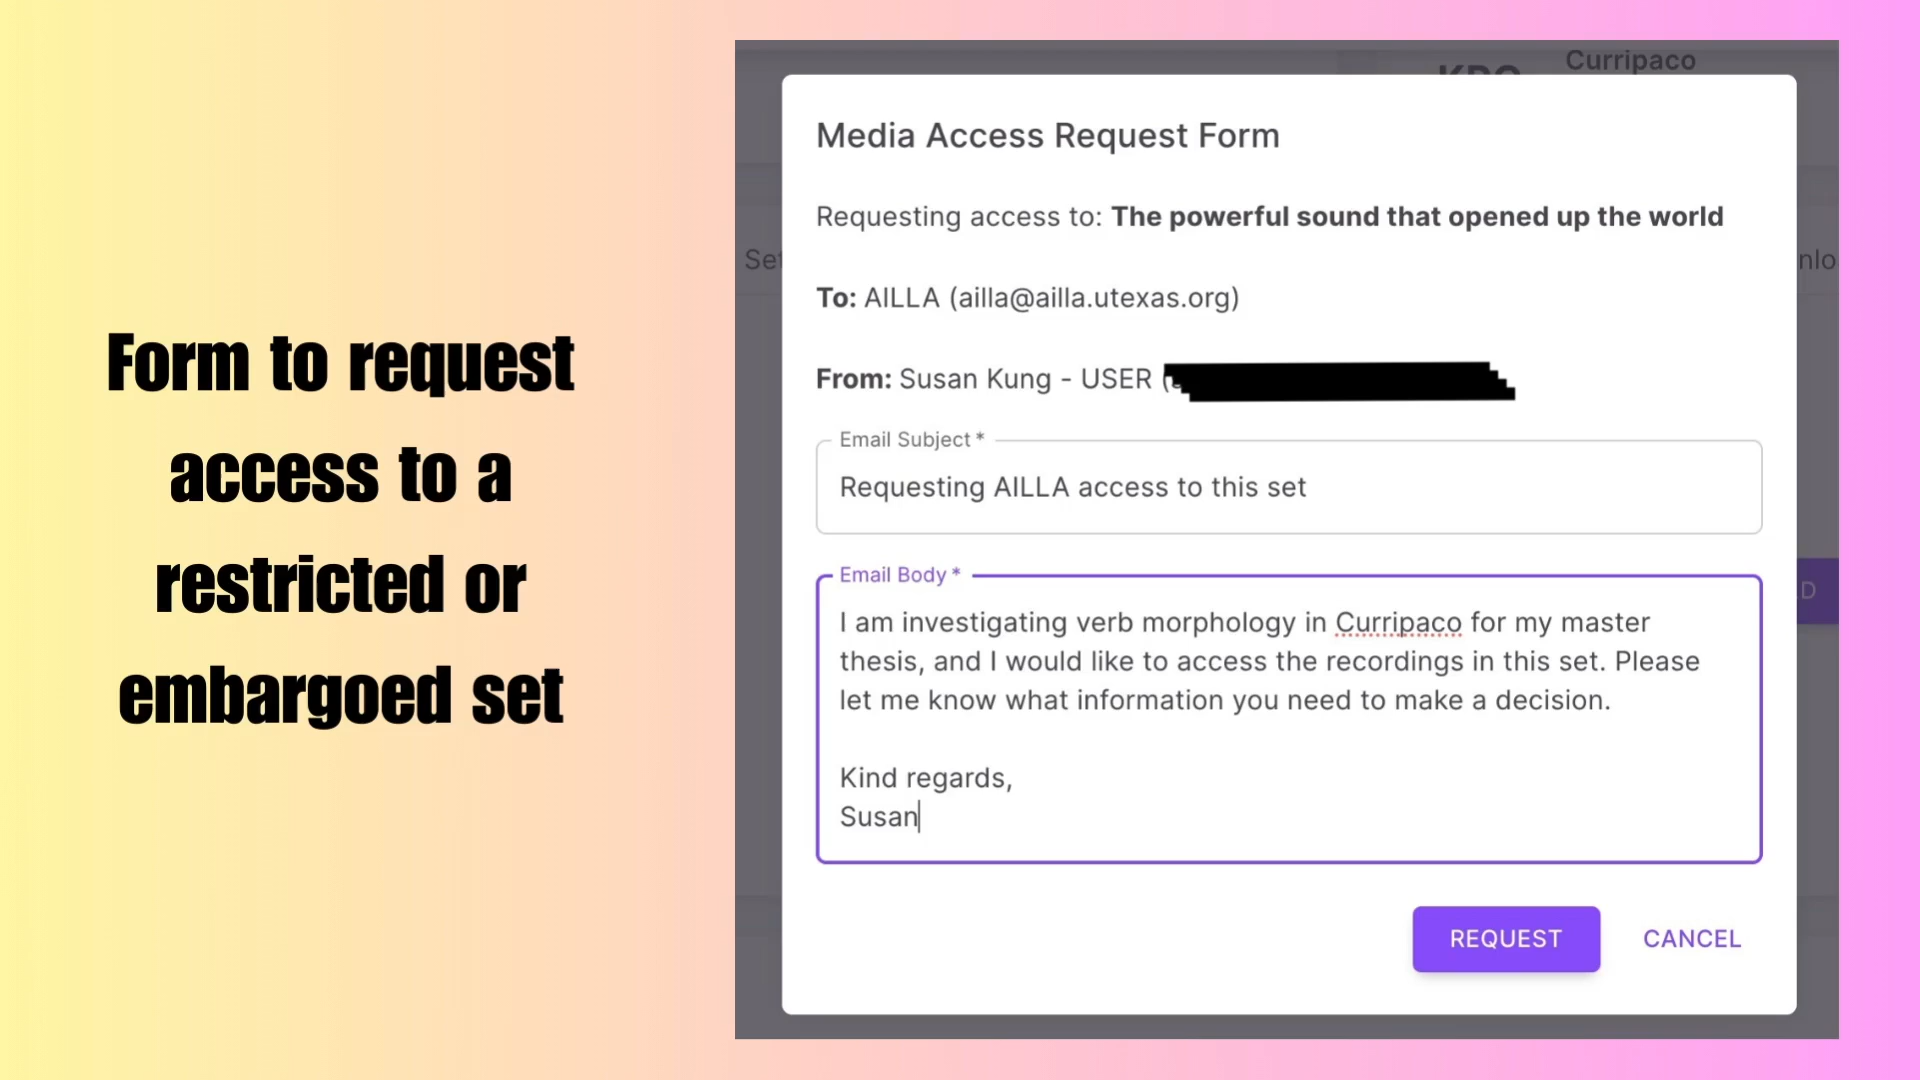 Form to request
access to a
restricted or
embargoed set
Curripaco
Media Access Request Form
Requesting access to: The powerful sound that opened up the world
To: AILLA (ailla@ailla.utexas.org)
From: Susan Kung - USER (
Email Subject *
Requesting AILLA access to this set
Email Body *
I am investigating verb morphology in Curripaco for my master
thesis, and I would like to access the recordings in this set. Please
let me know what information you need to make a decision.
Kind regards,
Susan
REQUEST CANCEL